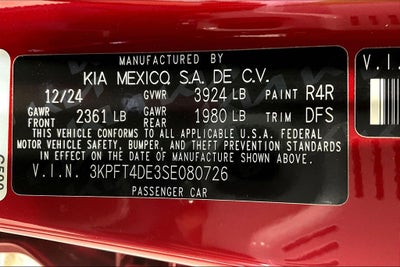 MANUFACTURED BY
KIA MEXICO, S.A. DE C.V.
12/24 GVWR 3924 LB PAINT R4R
GAWR FRONT 2361 LB GAWR REAR 1980 LB TRIM DFS
THIS VEHICLE CONFORMS TO ALL APPLICABLE U.S.A. FEDERAL
MOTOR VEHICLE SAFETY, BUMPER, AND THEFT PREVENTION STANDARDS
IN EFFECT ON THE DATE OF MANUFACTURE SHOWN ABOVE.
V.I.N. 3KPFT4DE3SE080726
PASSENGER CAR
V.I.N